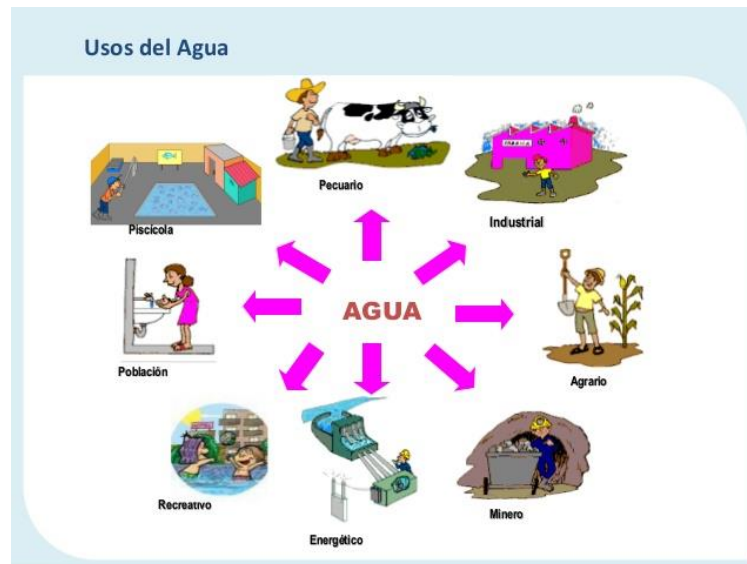 Usos del Agua
Pecuario
Industrial
Piscícola
AGUA
Población
Agrario
Recreativo
Energético
Minero